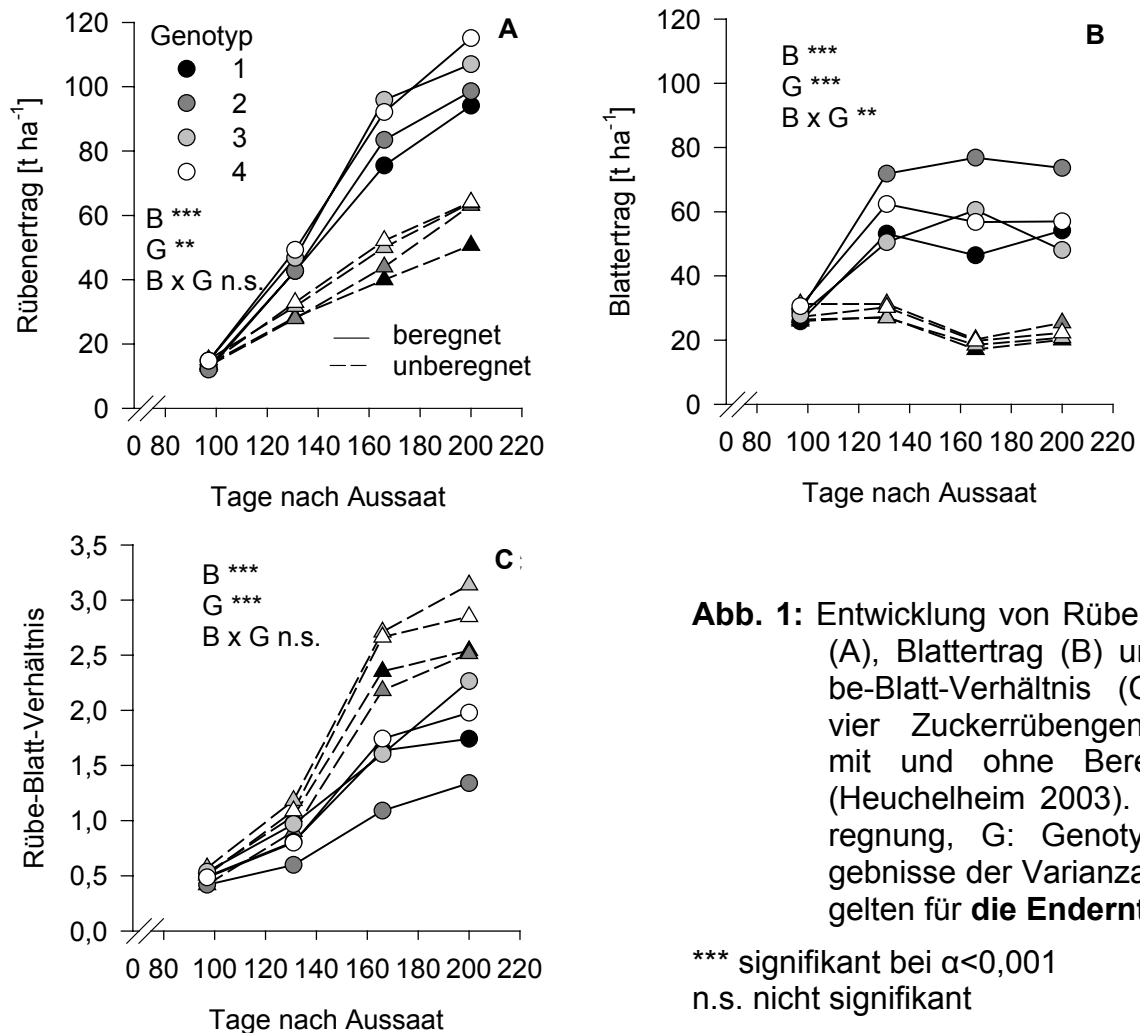 A
Genotyp
1
2
3
4
B ***
G **
B x G n.s.
beregnet
unberegnet
Rübenertrag [t ha-1]
120
100
80
60
40
20
0
0 80 100 120 140 160 180 200 220
Tage nach Aussaat
B
B ***
G ***
B x G **
Blattertrag [t ha-1]
120
100
80
60
40
20
0
0 80 100 120 140 160 180 200 220
Tage nach Aussaat
C
B ***
G ***
B x G n.s.
Rübe-Blatt-Verhältnis
3,5
3,0
2,5
2,0
1,5
1,0
0,5
0,0
0 80 100 120 140 160 180 200 220
Tage nach Aussaat
Abb. 1: Entwicklung von Rübe
(A), Blattertrag (B) u
be-Blatt-Verhältnis (C
vier Zuckerrübengen
mit und ohne Bere
(Heuchelheim 2003).
regnung, G: Genoty
gebnisse der Varianza
gelten für die Endernt
*** signifikant bei α<0,001
n.s. nicht signifikant